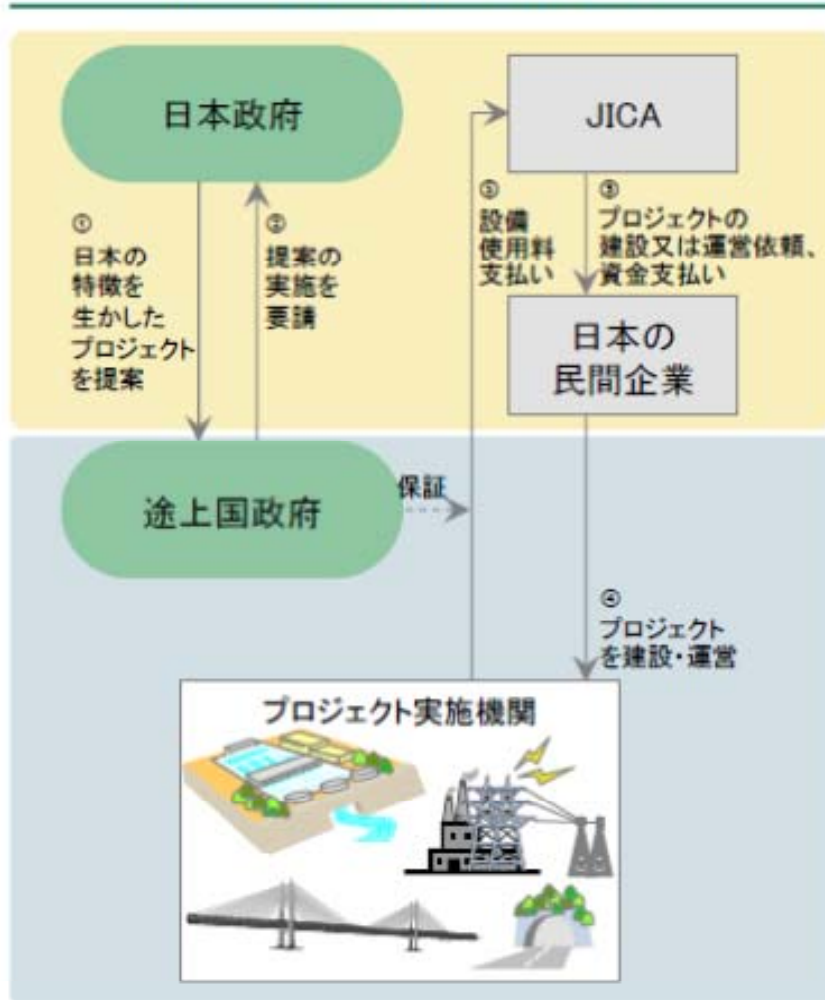 日本政府
JICA
①
日本の
特徴を
生かした
プロジェクト
を提案
②
提案の
実施を
要請
⑤
設備
使用料
支払い
③
プロジェクトの
建設又は運営依頼、
資金支払い
日本の
民間企業
途上国政府
保証
④
プロジェクト
を建設・運営
プロジェクト実施機関